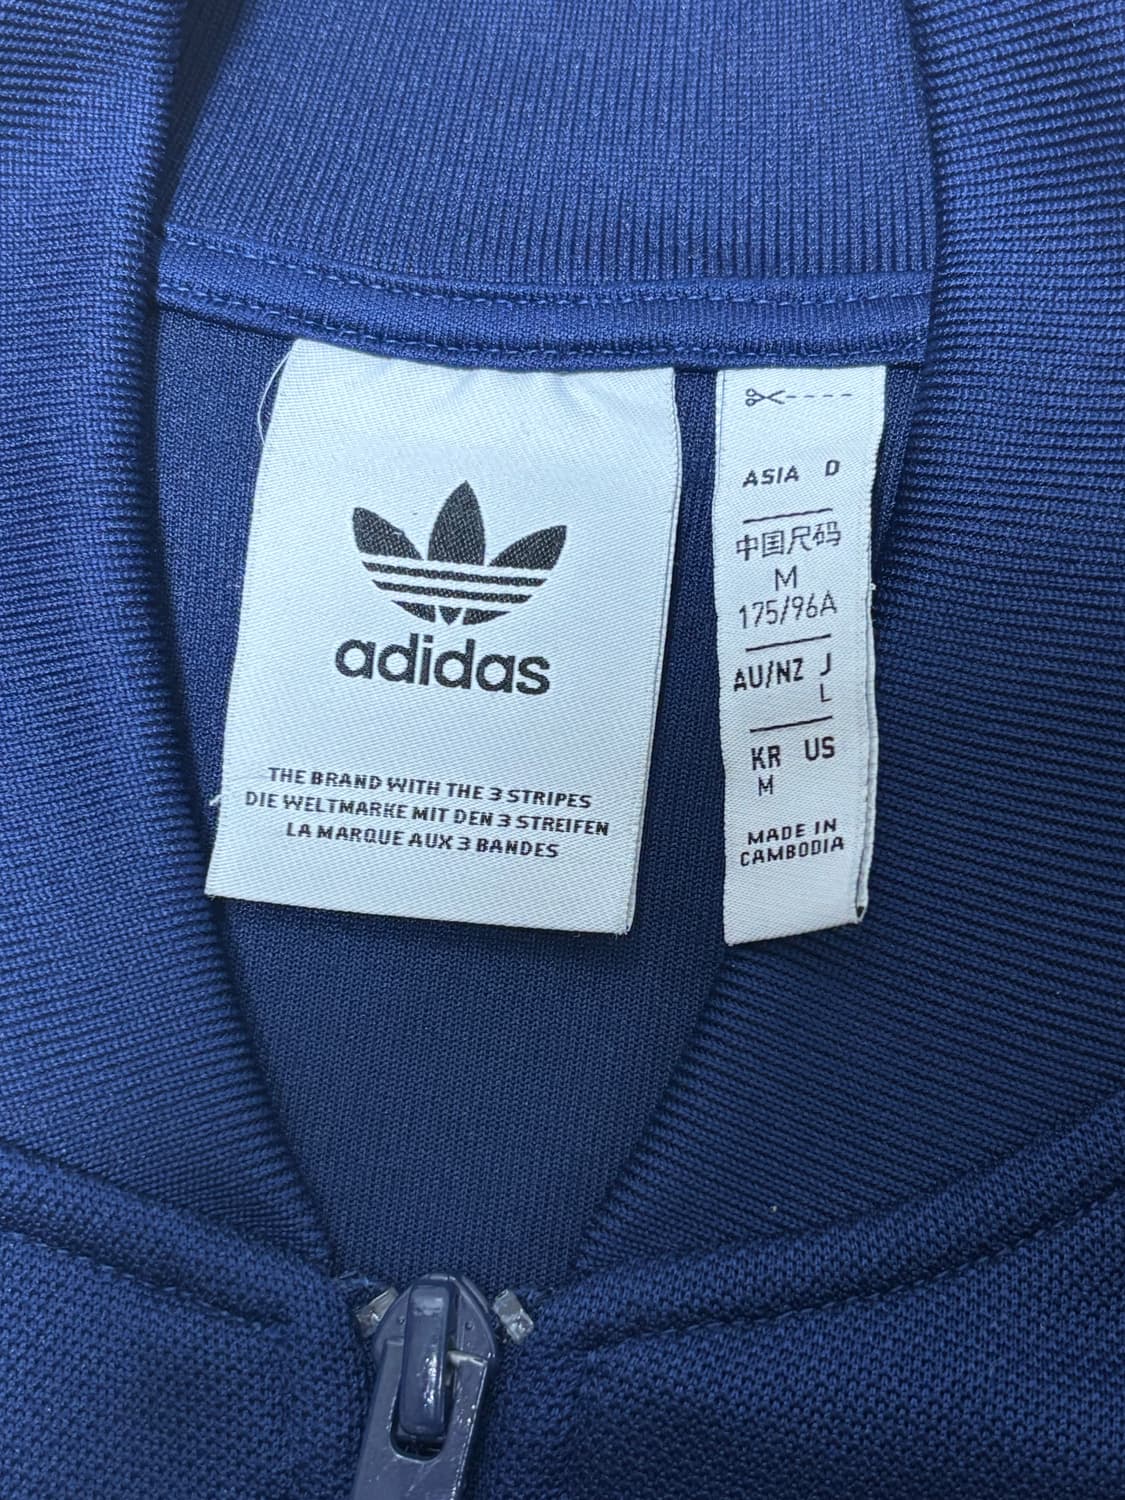 adidas
THE BRAND WITH THE 3 STRIPES
DIE WELTMARKE MIT DEN 3 STREIFEN
LA MARQUE AUX 3 BANDES
ASIA D
中国尺码
M
175/96A
AU/NZ J
L
KR US
M
MADE IN
CAMBODIA